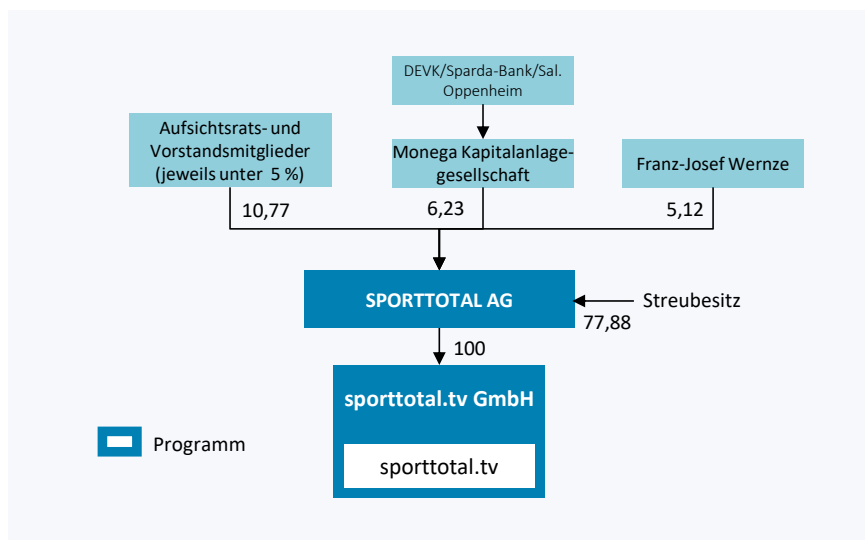 DEVK/Sparda-Bank/Sal.
Oppenheim
Aufsichtsrats- und
Vorstandsmitglieder
(jeweils unter 5 %)
Monega Kapitalanlage-
gesellschaft
Franz-Josef Wernze
10,77
6,23
5,12
SPORTTOTAL AG
Streubesitz
77,88
100
sporttotal.tv GmbH
sporttotal.tv
Programm